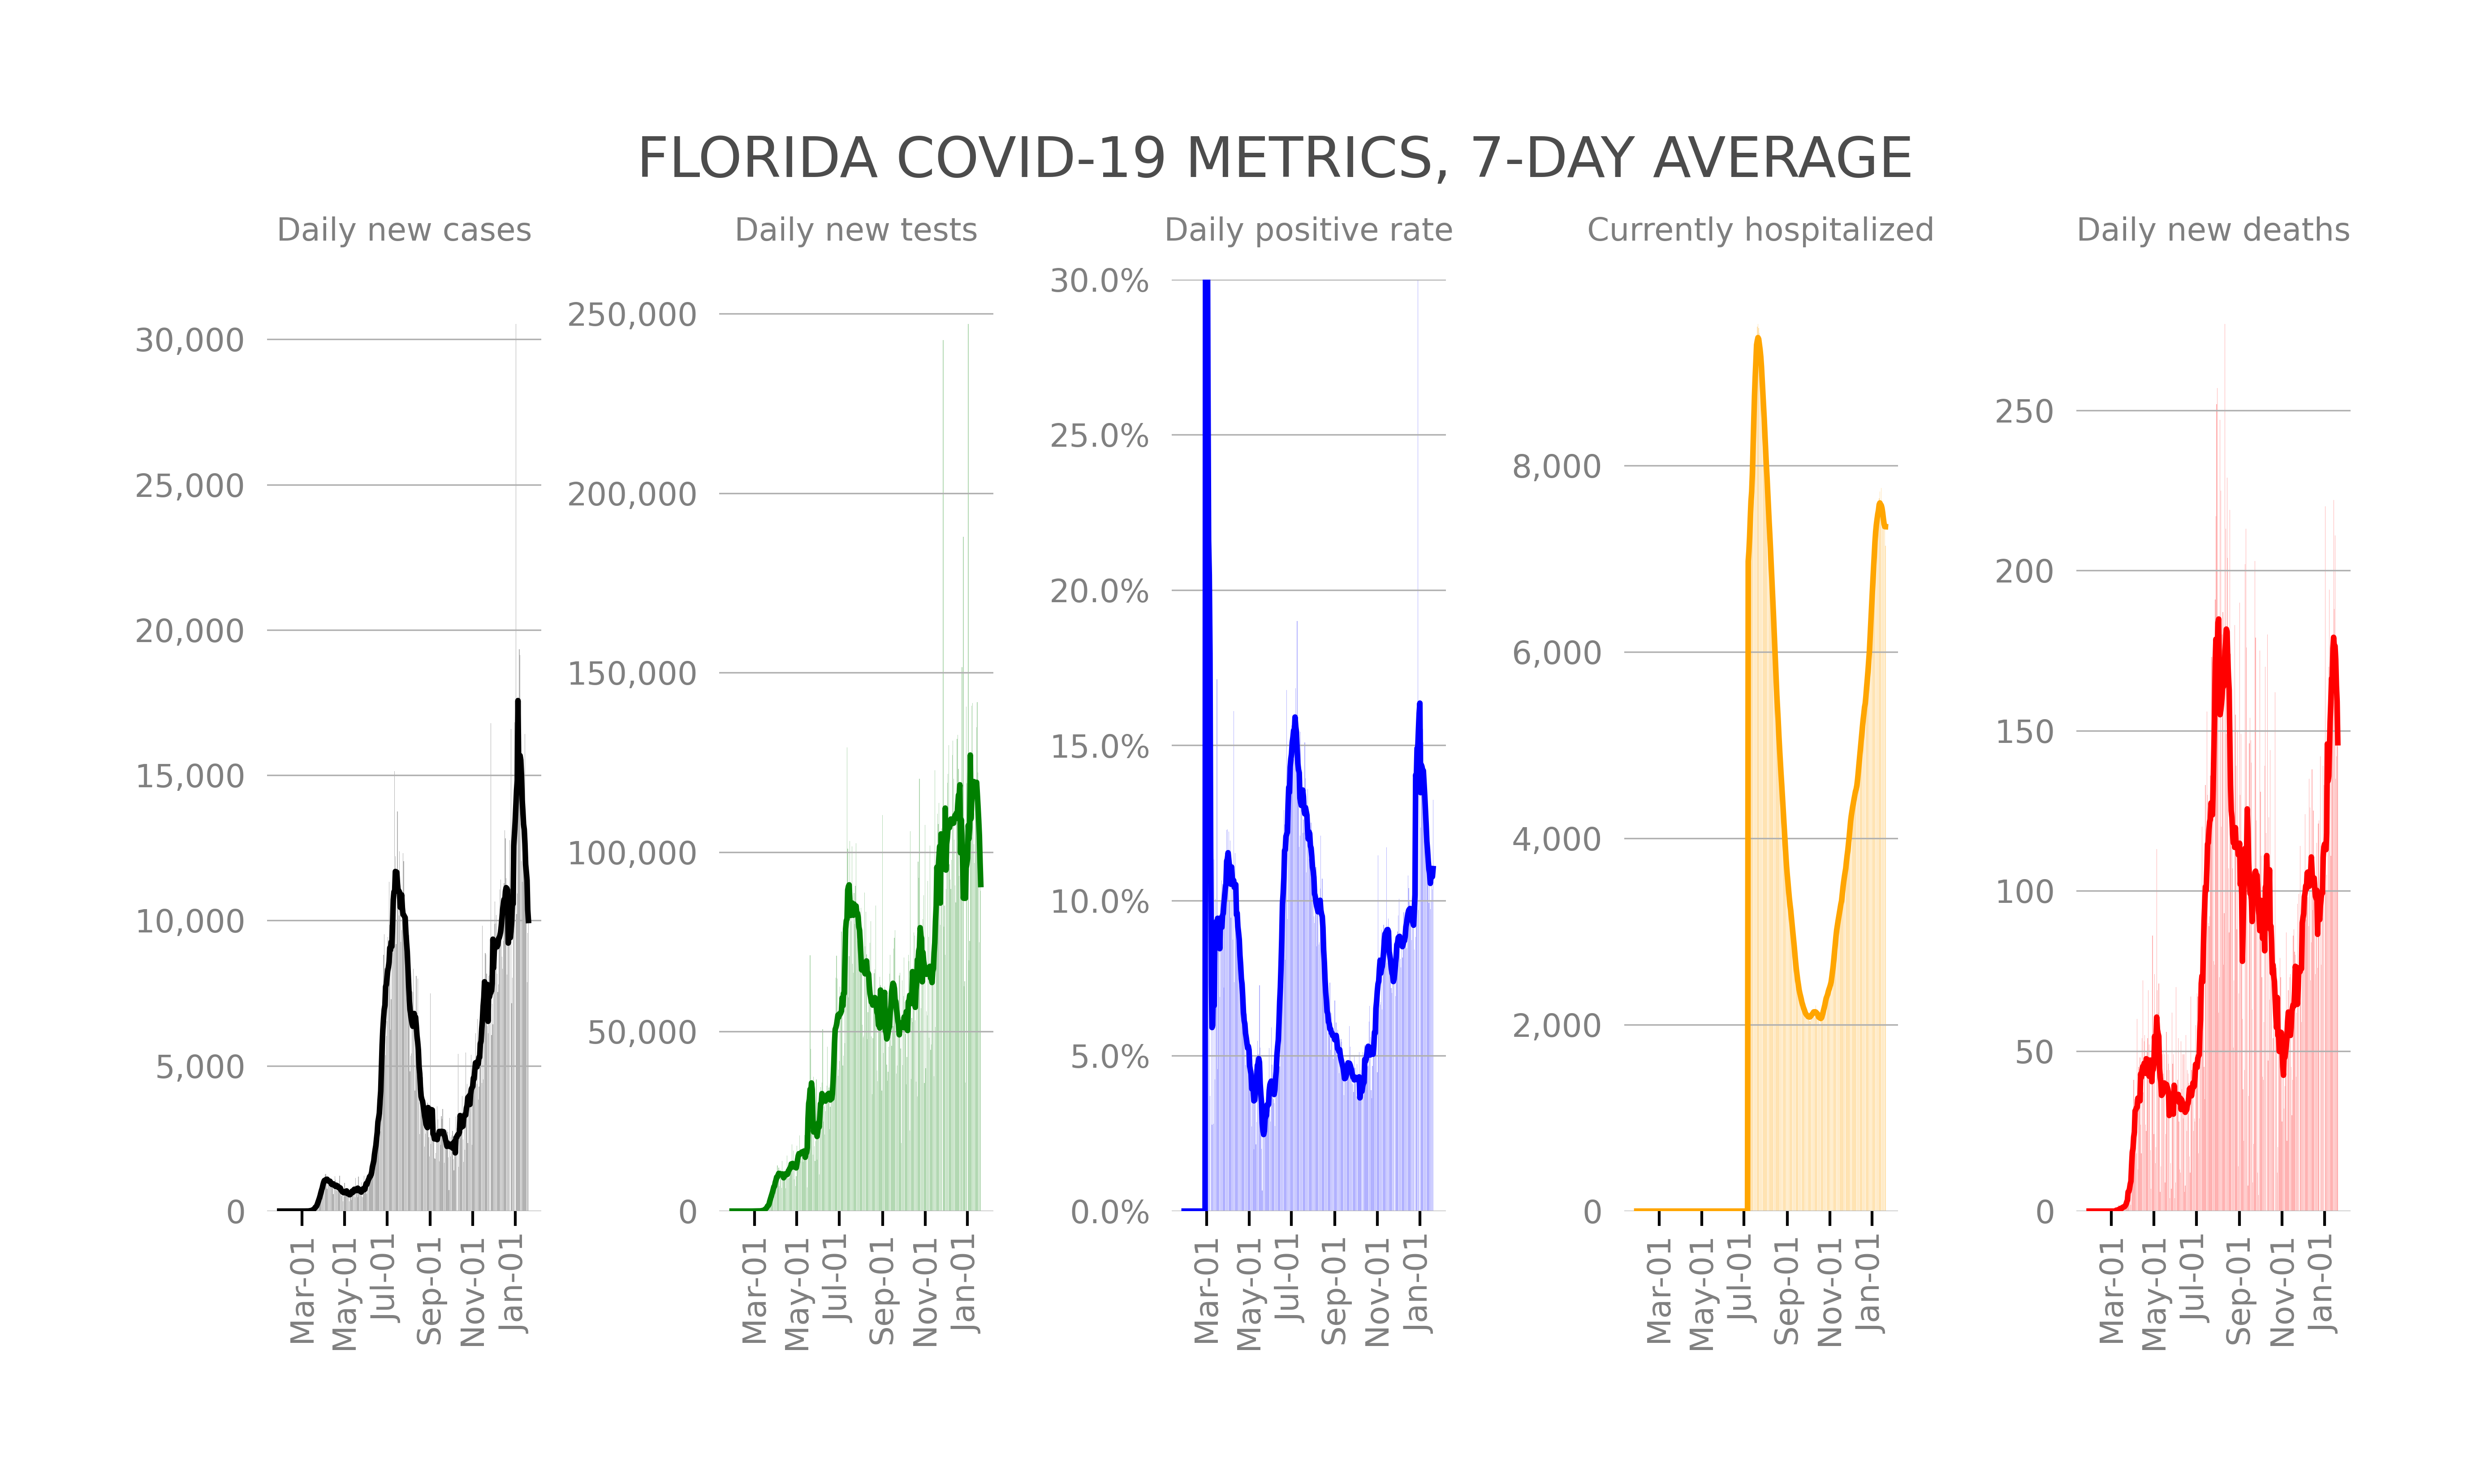 FLORIDA COVID-19 METRICS, 7-DAY AVERAGE
Daily new cases
30,000
25,000
20,000
15,000
10,000
5,000
0
Mar-01
May-01
Jul-01
Sep-01
Nov-01
Jan-01
Daily new tests
250,000
200,000
150,000
100,000
50,000
0
Mar-01
May-01
Jul-01
Sep-01
Nov-01
Jan-01
Daily positive rate
30.0%
25.0%
20.0%
15.0%
10.0%
5.0%
0.0%
Mar-01
May-01
Jul-01
Sep-01
Nov-01
Jan-01
Currently hospitalized
8,000
6,000
4,000
2,000
0
Mar-01
May-01
Jul-01
Sep-01
Nov-01
Jan-01
Daily new deaths
250
200
150
100
50
0
Mar-01
May-01
Jul-01
Sep-01
Nov-01
Jan-01